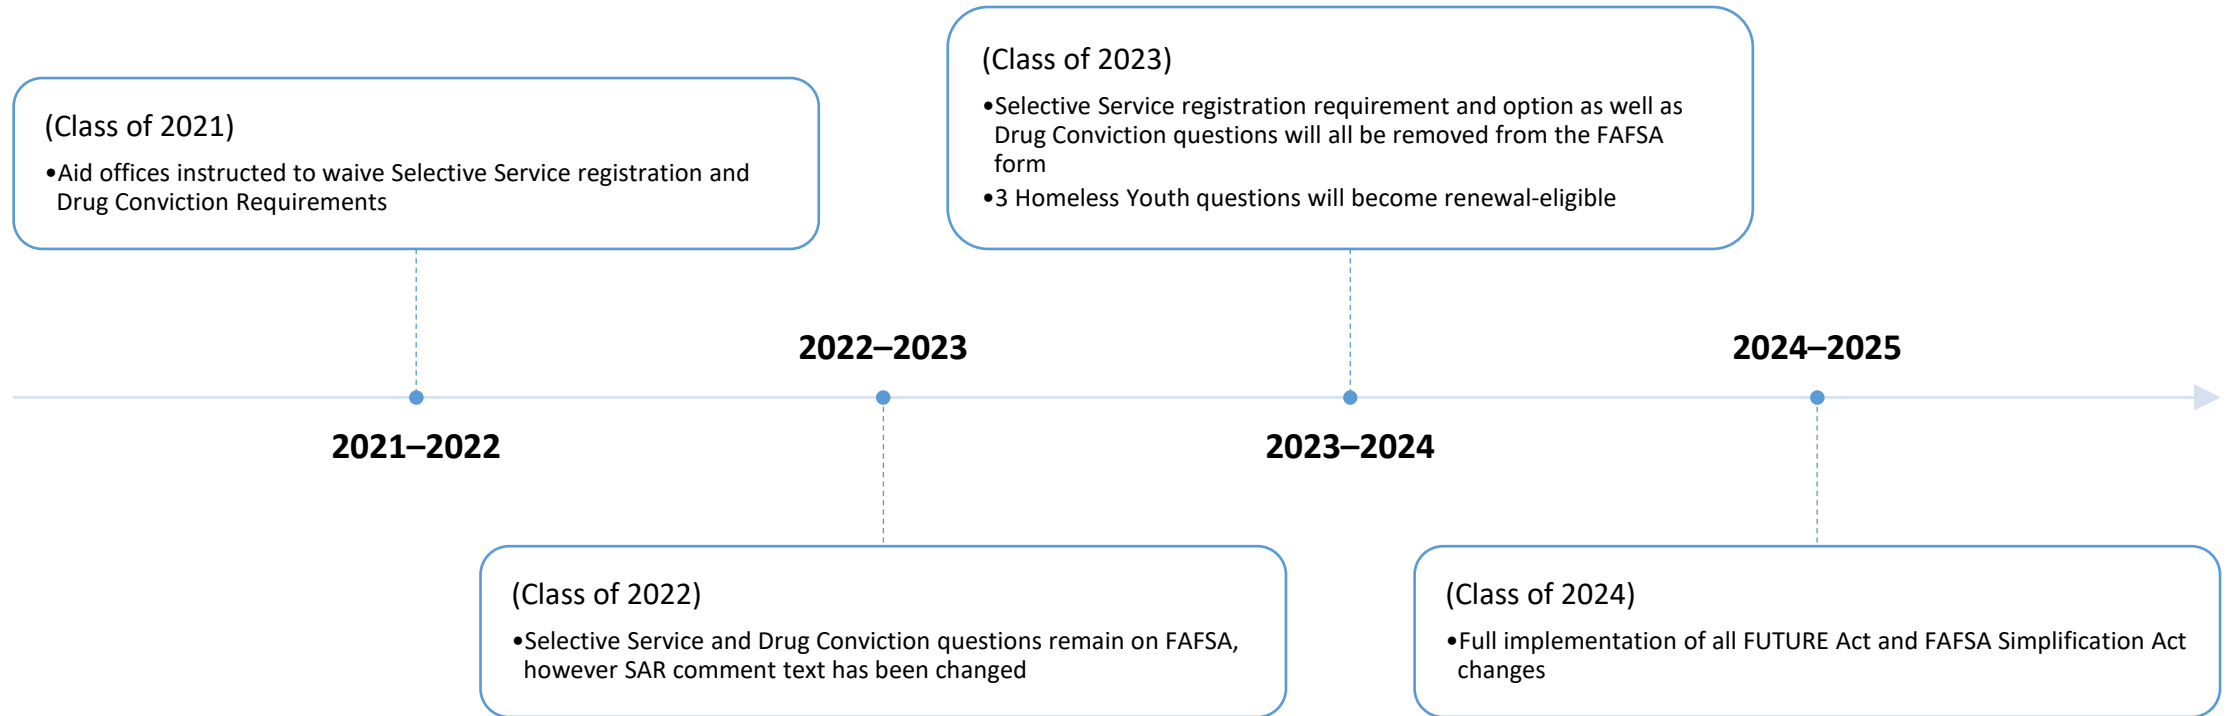 (Class of 2021)
•Aid offices instructed to waive Selective Service registration and
Drug Conviction Requirements
2021–2022
2022–2023
(Class of 2022)
•Selective Service and Drug Conviction questions remain on FAFSA,
however SAR comment text has been changed
(Class of 2023)
•Selective Service registration requirement and option as well as
Drug Conviction questions will all be removed from the FAFSA
form
•3 Homeless Youth questions will become renewal-eligible
2023–2024
2024–2025
(Class of 2024)
•Full implementation of all FUTURE Act and FAFSA Simplification Act
changes